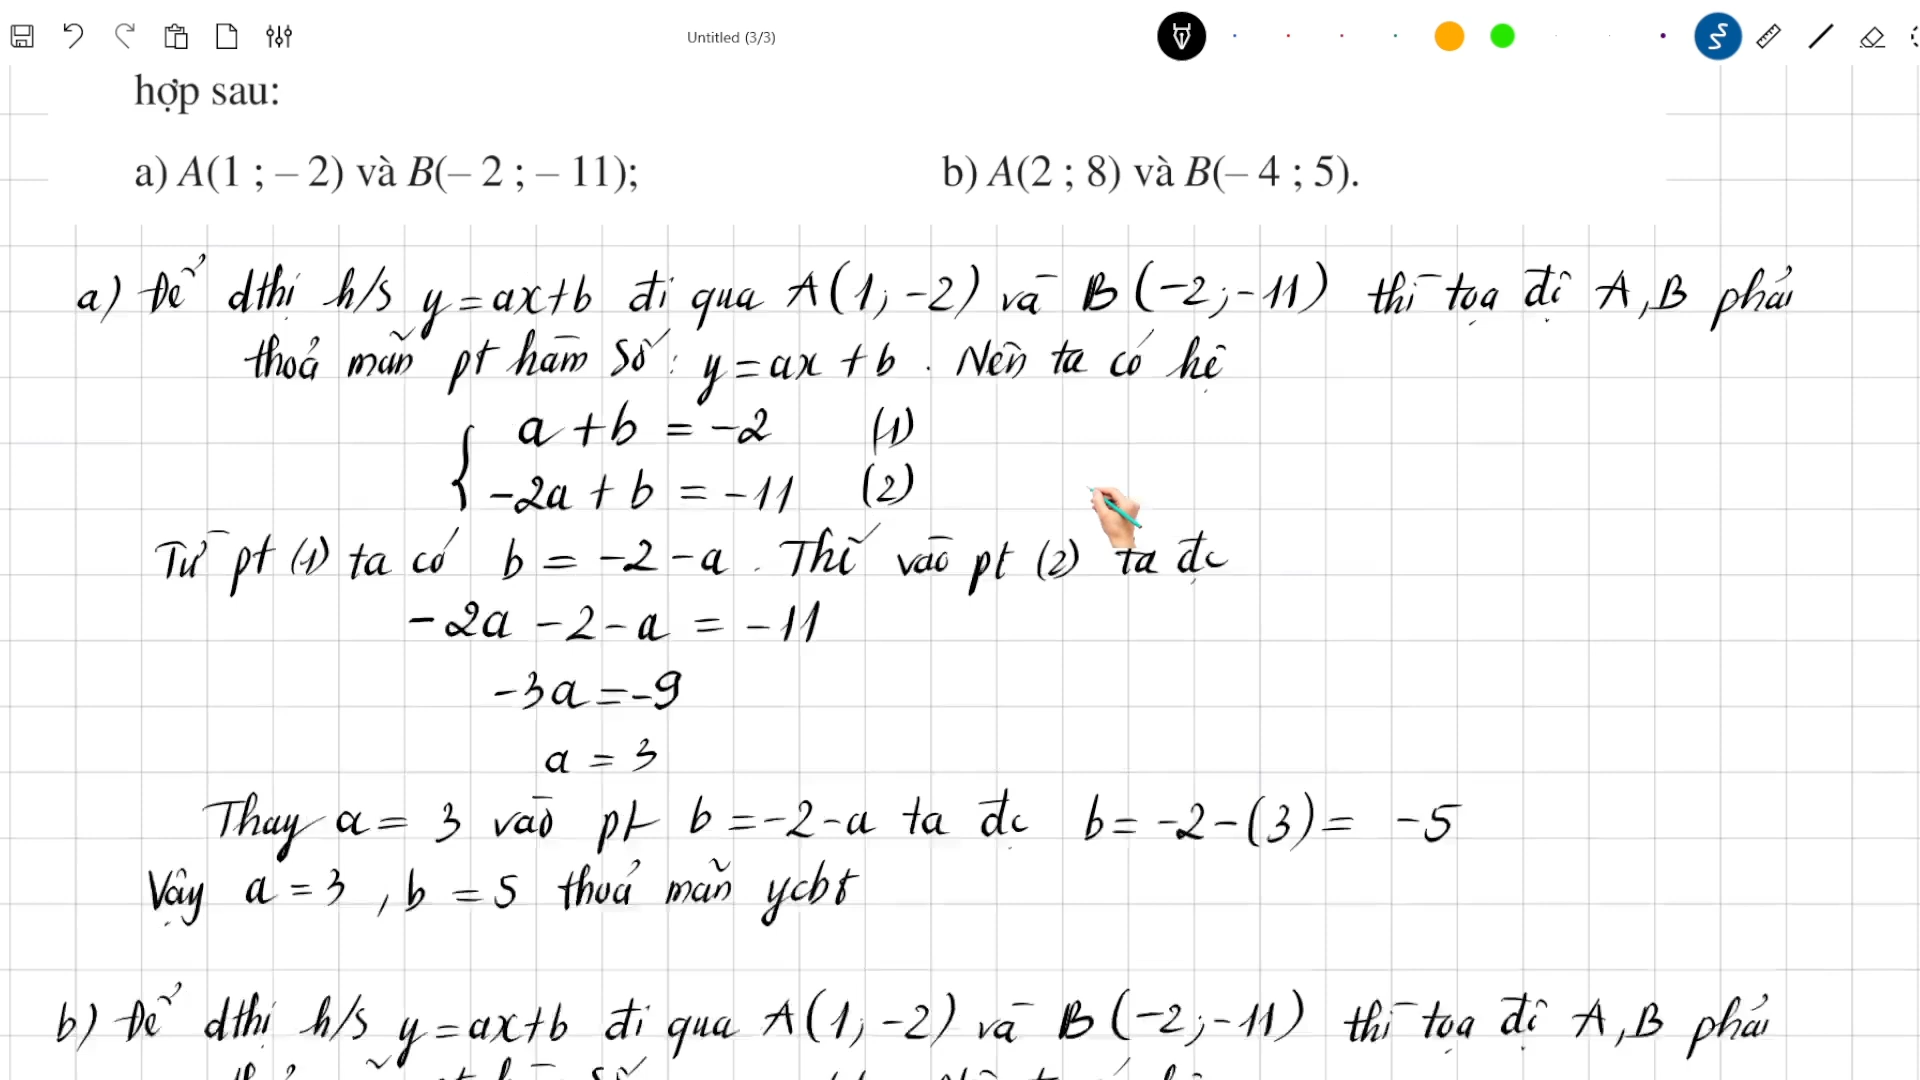 Untitled (3/3)
hợp sau:
a) A(1 ; – 2) và B(– 2 ; – 11);
b) A(2 ; 8) và B(– 4 ; 5).
a) Để đthị h/s y = ax+b đi qua A(1; -2) và B(-2; -11) thì tọa độ A, B phải
thoả mãn pt hàm số: y = ax + b. Nên ta có hệ
{ a + b = -2 (1)
-2a + b = -11 (2)
Từ pt (1) ta có b = -2 - a. Thế vào pt (2) ta đc
-2a - 2 - a = -11
-3a = -9
a = 3
Thay a = 3 vào pt b = -2 - a ta đc b = -2 - (3) = -5
Vậy a = 3, b = 5 thoả mãn ycbt
b) Để đthị h/s y = ax+b đi qua A(1; -2) và B(-2; -11) thì tọa độ A, B phải